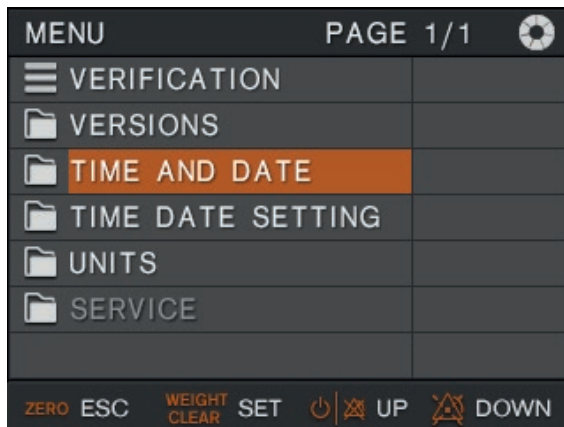 MENU PAGE 1/1
VERIFICATION
VERSIONS
TIME AND DATE
TIME DATE SETTING
UNITS
SERVICE
ZERO ESC WEIGHT CLEAR SET UP DOWN